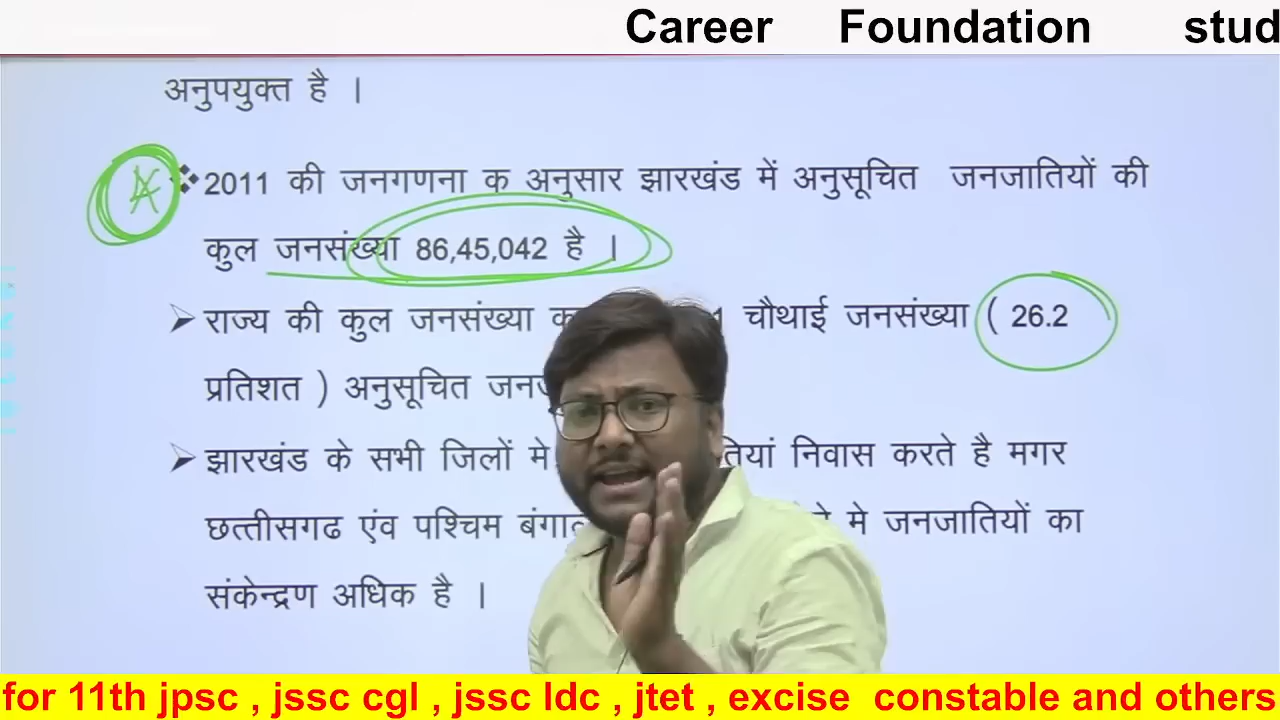 Career Foundation stud
अनुपयुक्त है ।
2011 की जनगणना क अनुसार झारखंड में अनुसूचित जनजातियों की
कुल जनसंख्या 86,45,042 है ।
राज्य की कुल जनसंख्या 1 चौथाई जनसंख्या ( 26.2
प्रतिशत ) अनुसूचित
झारखंड के सभी जिलों मे निवास करते है मगर
छत्तीसगढ एंव पश्चिम मे जनजातियों का
संकेन्द्रण अधिक है ।
for 11th jpsc , jssc cgl , jssc ldc , jtet , excise constable and others